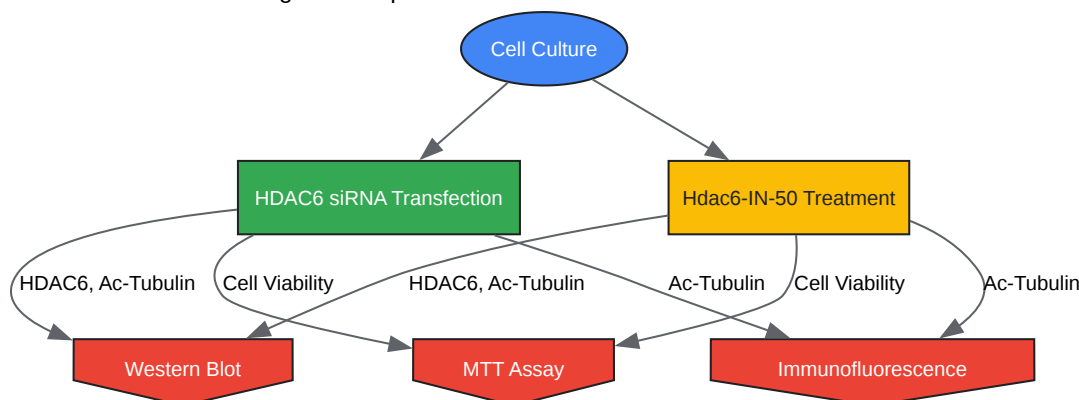 Cell Culture
HDAC6 siRNA Transfection
Hdac6-IN-50 Treatment
HDAC6, Ac-Tubulin
Cell Viability
HDAC6, Ac-Tubulin
Ac-Tubulin
Cell Viability
Ac-Tubulin
Western Blot
MTT Assay
Immunofluorescence